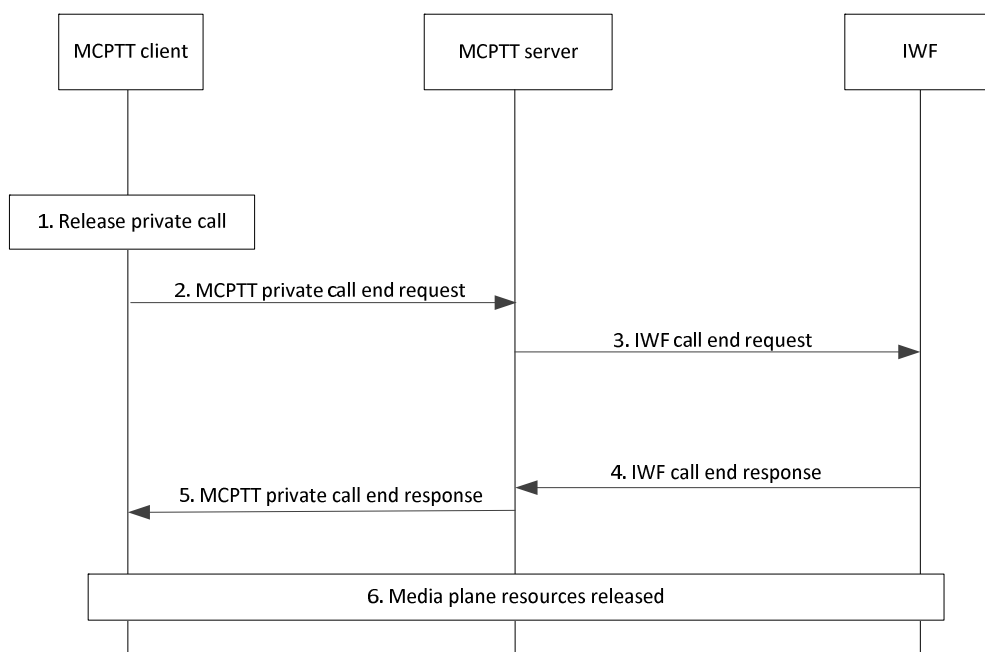 MCPTT client
MCPTT server
IWF
1. Release private call
2. MCPTT private call end request
3. IWF call end request
4. IWF call end response
5. MCPTT private call end response
6. Media plane resources released